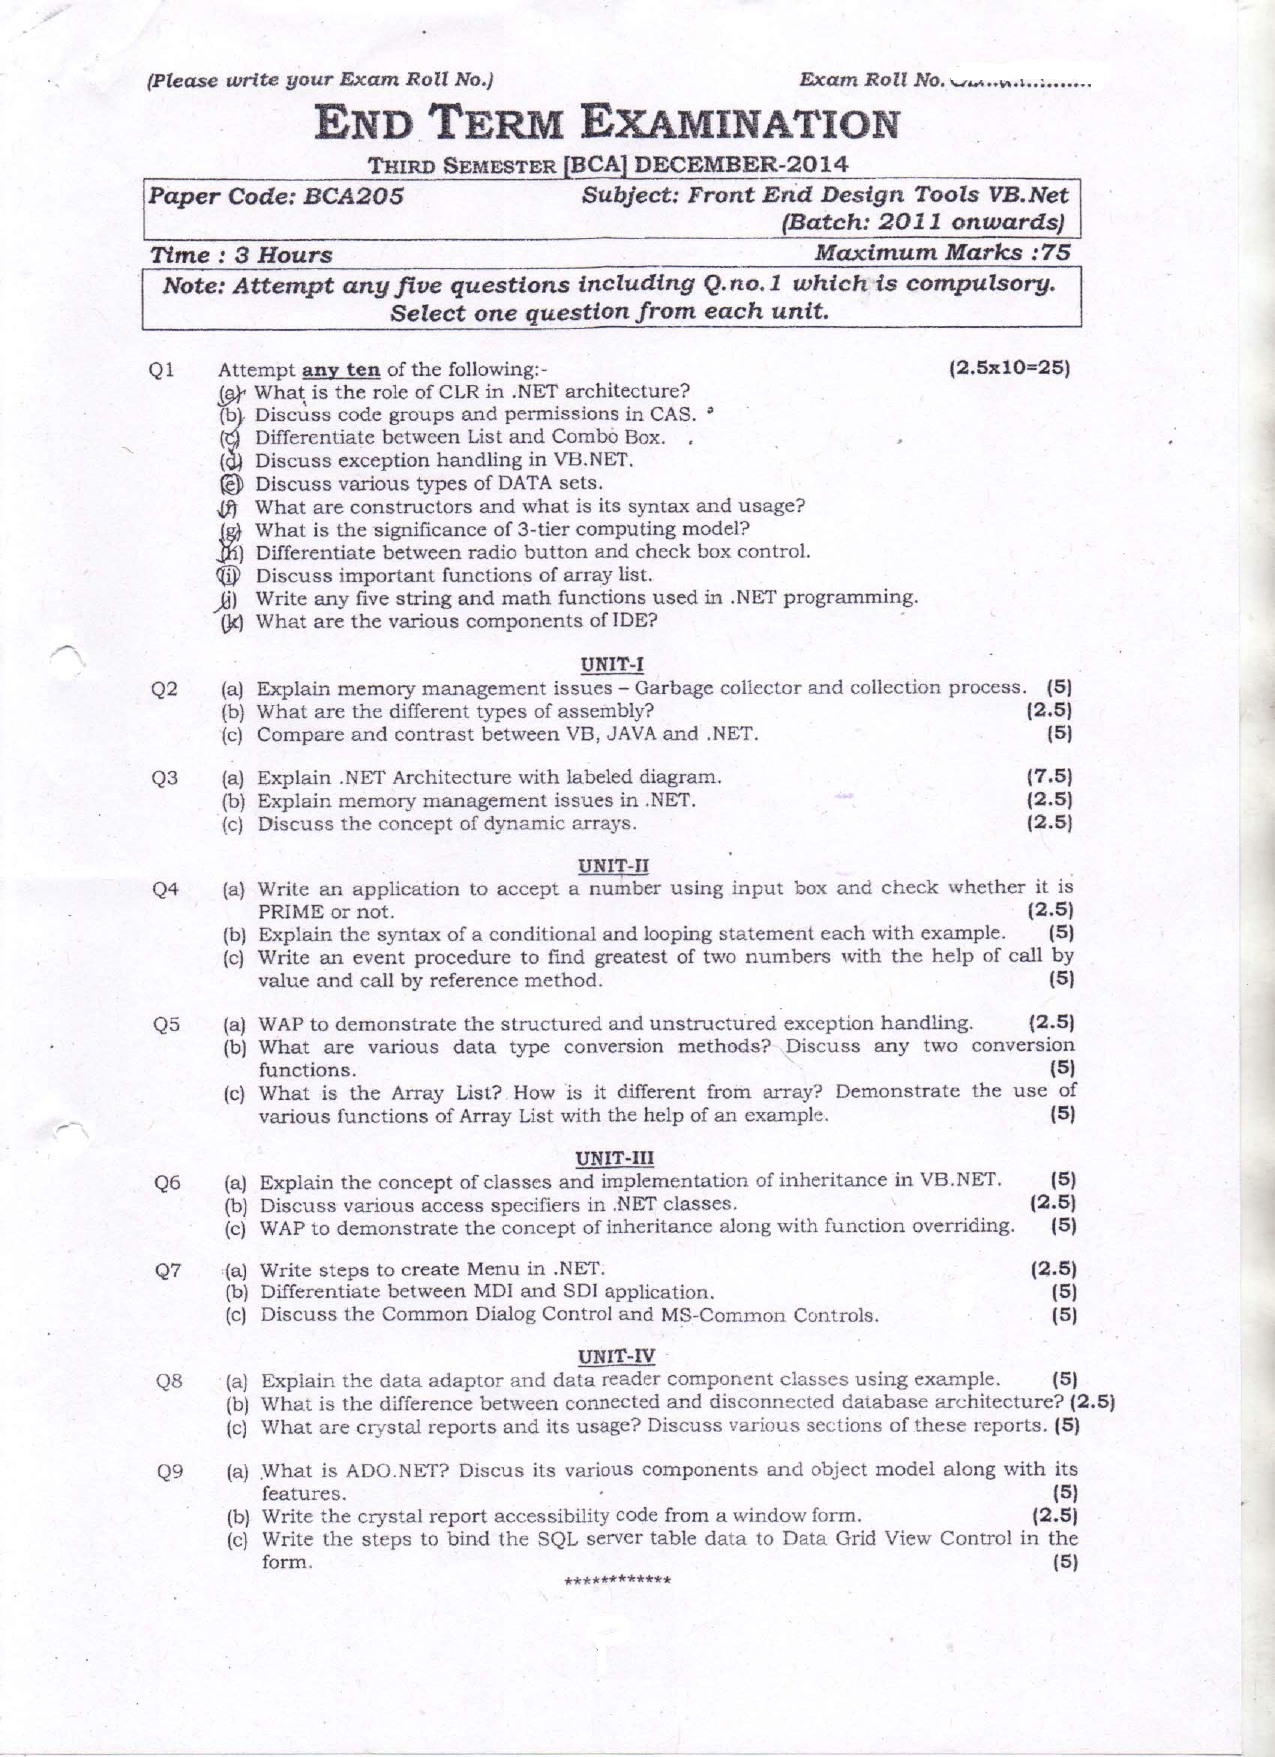 (Please write your Exam Roll No.) Exam Roll No.
END TERM EXAMINATION
THIRD SEMESTER [BCA] DECEMBER-2014
Paper Code: BCA205 Subject: Front End Design Tools VB.Net
(Batch: 2011 onwards)
Time : 3 Hours Maximum Marks :75
Note: Attempt any five questions including Q.no.1 which is compulsory.
Select one question from each unit.
Q1 Attempt any ten of the following:- (2.5x10=25)
(a) What is the role of CLR in .NET architecture?
(b) Discuss code groups and permissions in CAS.
(c) Differentiate between List and Combo Box.
(d) Discuss exception handling in VB.NET.
(e) Discuss various types of DATA sets.
(f) What are constructors and what is its syntax and usage?
(g) What is the significance of 3-tier computing model?
(h) Differentiate between radio button and check box control.
(i) Discuss important functions of array list.
(j) Write any five string and math functions used in .NET programming.
(k) What are the various components of IDE?
UNIT-I
Q2 (a) Explain memory management issues – Garbage collector and collection process. (5)
(b) What are the different types of assembly? (2.5)
(c) Compare and contrast between VB, JAVA and .NET. (5)
Q3 (a) Explain .NET Architecture with labeled diagram. (7.5)
(b) Explain memory management issues in .NET. (2.5)
(c) Discuss the concept of dynamic arrays. (2.5)
UNIT-II
Q4 (a) Write an application to accept a number using input box and check whether it is
PRIME or not. (2.5)
(b) Explain the syntax of a conditional and looping statement each with example. (5)
(c) Write an event procedure to find greatest of two numbers with the help of call by
value and call by reference method. (5)
Q5 (a) WAP to demonstrate the structured and unstructured exception handling. (2.5)
(b) What are various data type conversion methods? Discuss any two conversion
functions. (5)
(c) What is the Array List? How is it different from array? Demonstrate the use of
various functions of Array List with the help of an example. (5)
UNIT-III
Q6 (a) Explain the concept of classes and implementation of inheritance in VB.NET. (5)
(b) Discuss various access specifiers in .NET classes. (2.5)
(c) WAP to demonstrate the concept of inheritance along with function overriding. (5)
Q7 (a) Write steps to create Menu in .NET. (2.5)
(b) Differentiate between MDI and SDI application. (5)
(c) Discuss the Common Dialog Control and MS-Common Controls. (5)
UNIT-IV
Q8 (a) Explain the data adaptor and data reader component classes using example. (5)
(b) What is the difference between connected and disconnected database architecture? (2.5)
(c) What are crystal reports and its usage? Discuss various sections of these reports. (5)
Q9 (a) What is ADO.NET? Discus its various components and object model along with its
features. (5)
(b) Write the crystal report accessibility code from a window form. (2.5)
(c) Write the steps to bind the SQL server table data to Data Grid View Control in the
form. (5)
************